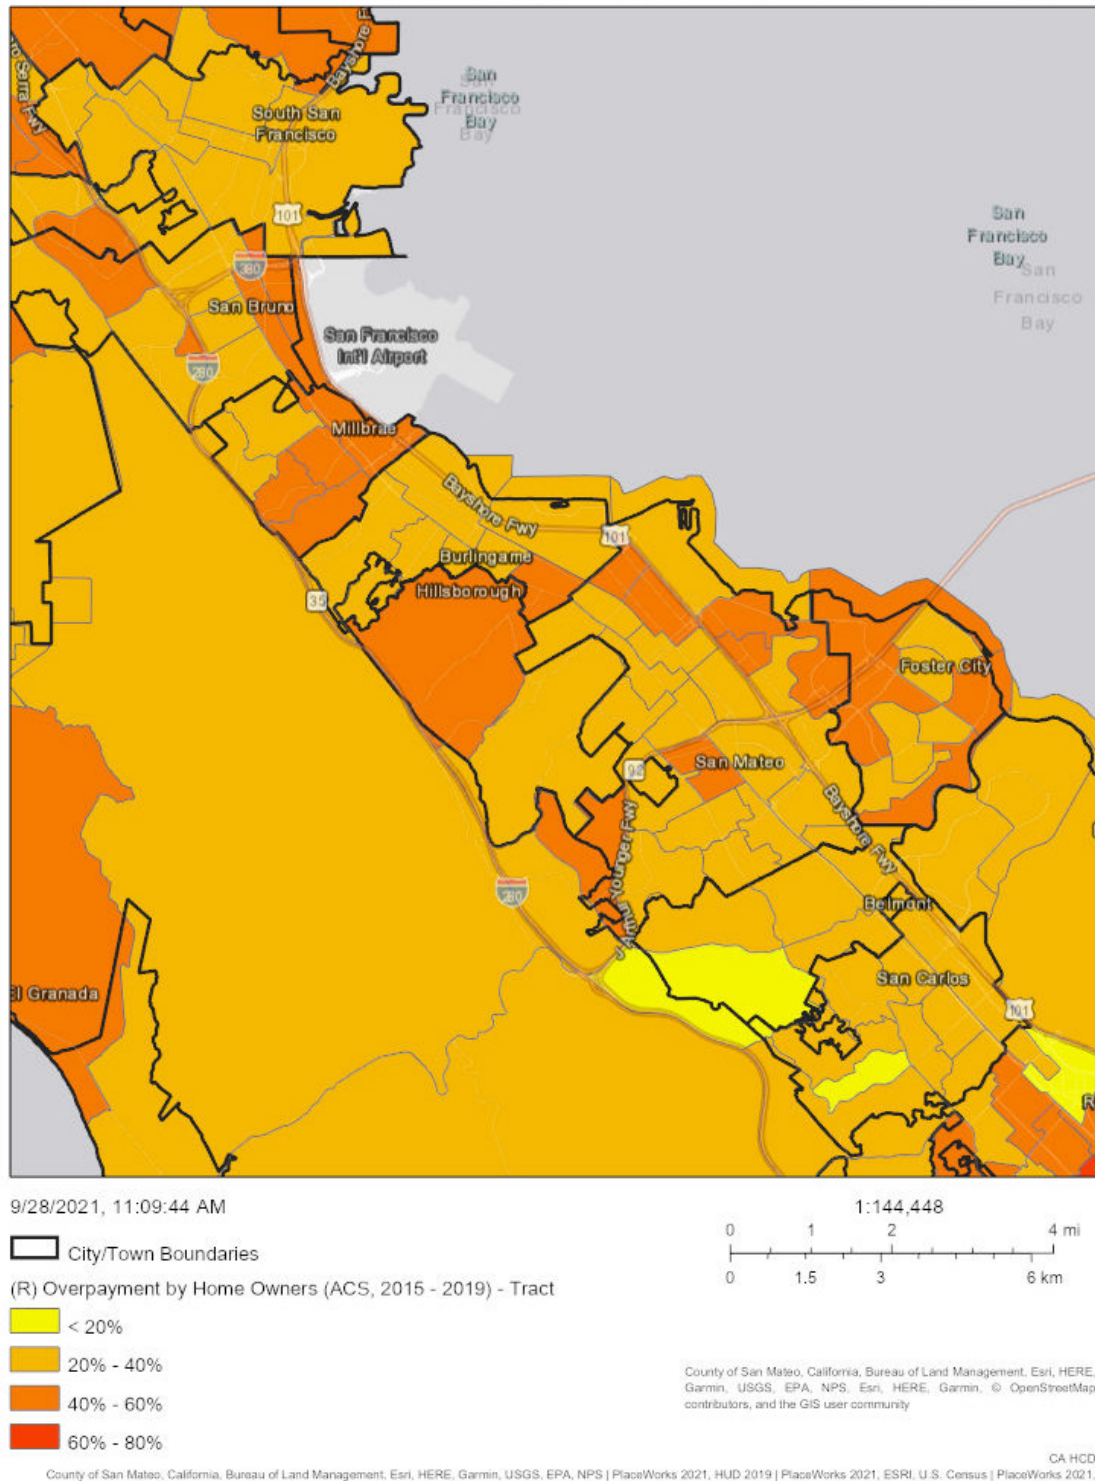 Bayshore F
ro Serra Fwy
San
Francisco
Bay
San
Francisco
Bay
South San
Francisco
101
San
Francisco
Bay
San
Francisco
Bay
380
San Bruno
San Francisco
Int'l Airport
280
Millbrae
Bayshore Fwy
101
Burlingame
Hillsborough
35
Foster City
San Mateo
92
Bayshore Fwy
J Arthur Younger Fwy
280
Belmont
San Carlos
El Granada
101
R
9/28/2021, 11:09:44 AM
1:144,448
0 1 2 4 mi
0 1.5 3 6 km
City/Town Boundaries
(R) Overpayment by Home Owners (ACS, 2015 - 2019) - Tract
< 20%
20% - 40%
40% - 60%
60% - 80%
County of San Mateo, California, Bureau of Land Management, Esri, HERE,
Garmin, USGS, EPA, NPS, Esri, HERE, Garmin, © OpenStreetMap
contributors, and the GIS user community
CA HCD
County of San Mateo, California, Bureau of Land Management, Esri, HERE, Garmin, USGS, EPA, NPS | PlaceWorks 2021, HUD 2019 | PlaceWorks 2021, ESRI, U.S. Census | PlaceWorks 2021,